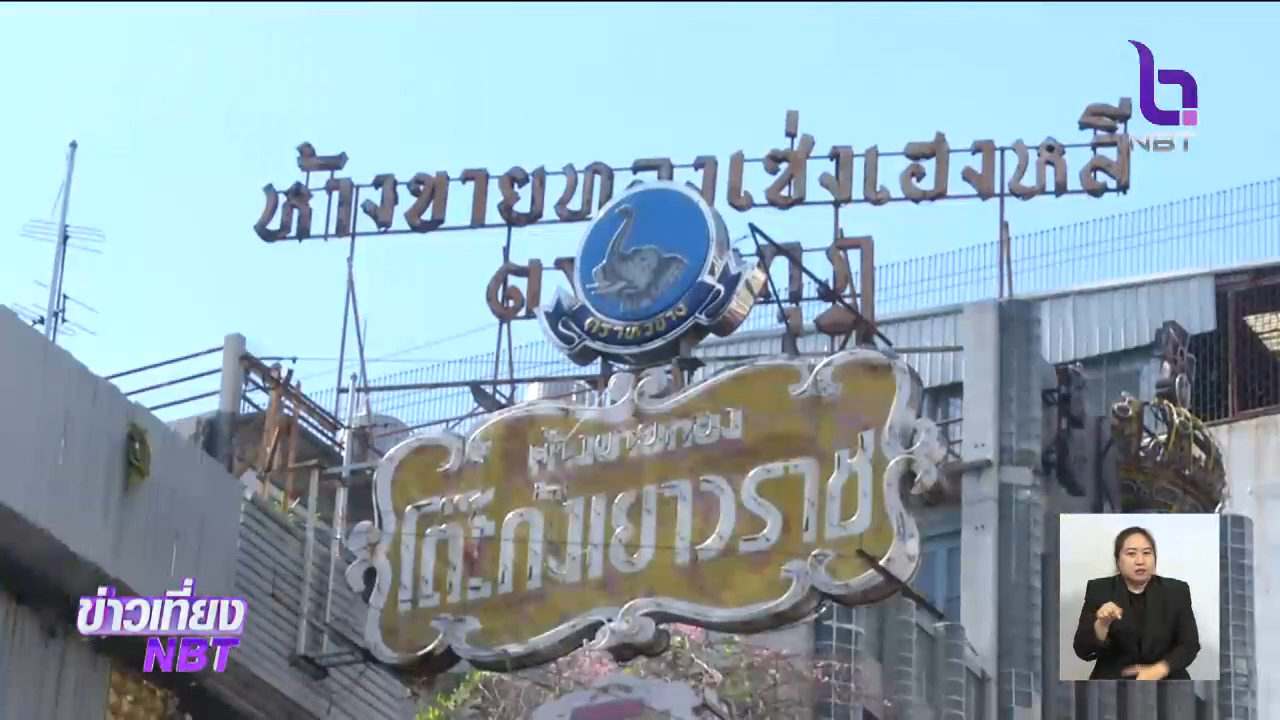 NBT
ห้างขายทองเซ่งเฮงหลี
ตราหัวช้าง
ห้างขายทอง
โต๊ะกังเยาวราช
ข่าวเที่ยง
NBT